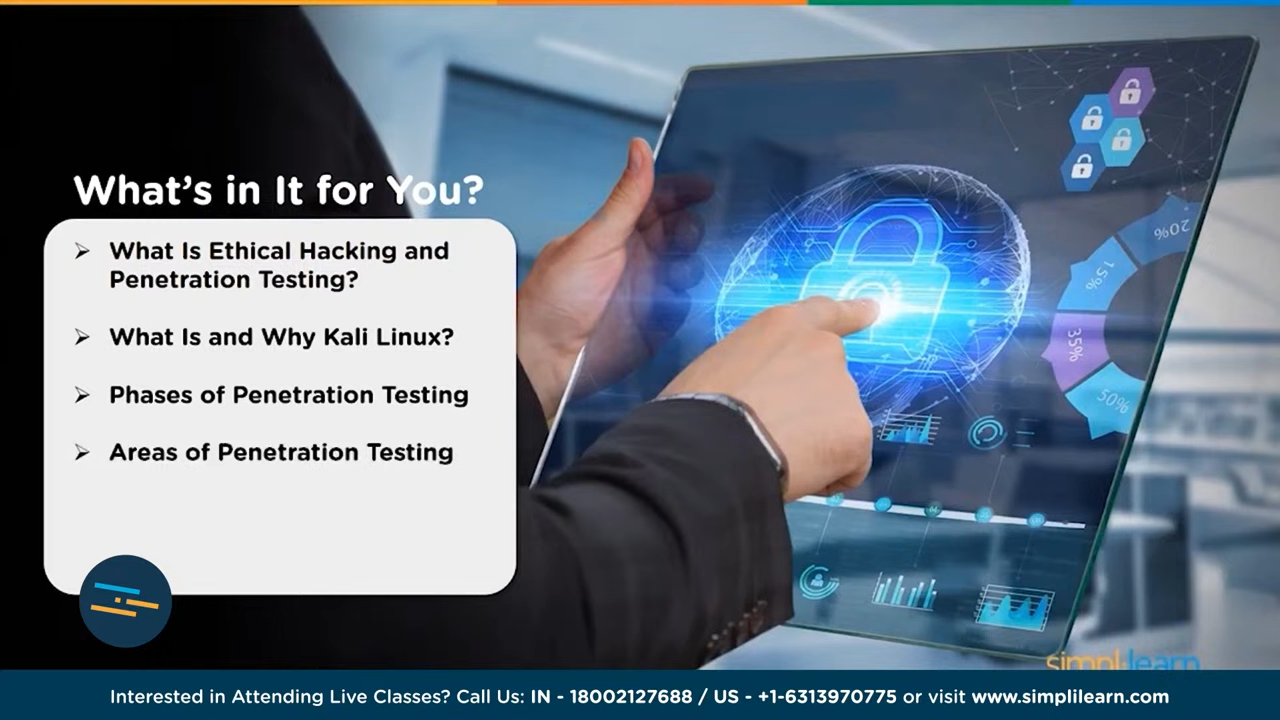 What's in It for You?
➢ What Is Ethical Hacking and
Penetration Testing?
➢ What Is and Why Kali Linux?
➢ Phases of Penetration Testing
➢ Areas of Penetration Testing
20%
15%
35%
50%
simplilearn
Interested in Attending Live Classes? Call Us: IN - 18002127688 / US - +1-6313970775 or visit www.simplilearn.com